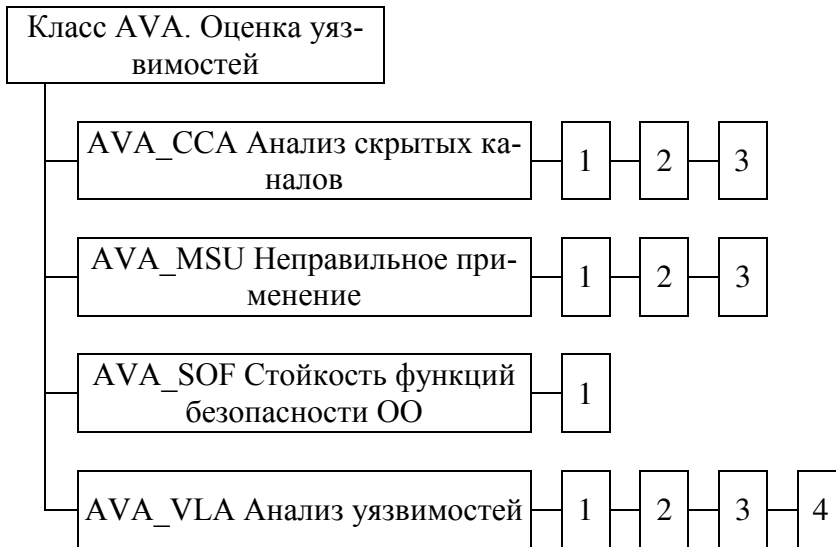 Класс AVA. Оценка уяз-
вимостей
AVA_CCA Анализ скрытых ка-
налов
1 2 3
AVA_MSU Неправильное при-
менение
1 2 3
AVA_SOF Стойкость функций
безопасности ОО
1
AVA_VLA Анализ уязвимостей 1 2 3 4